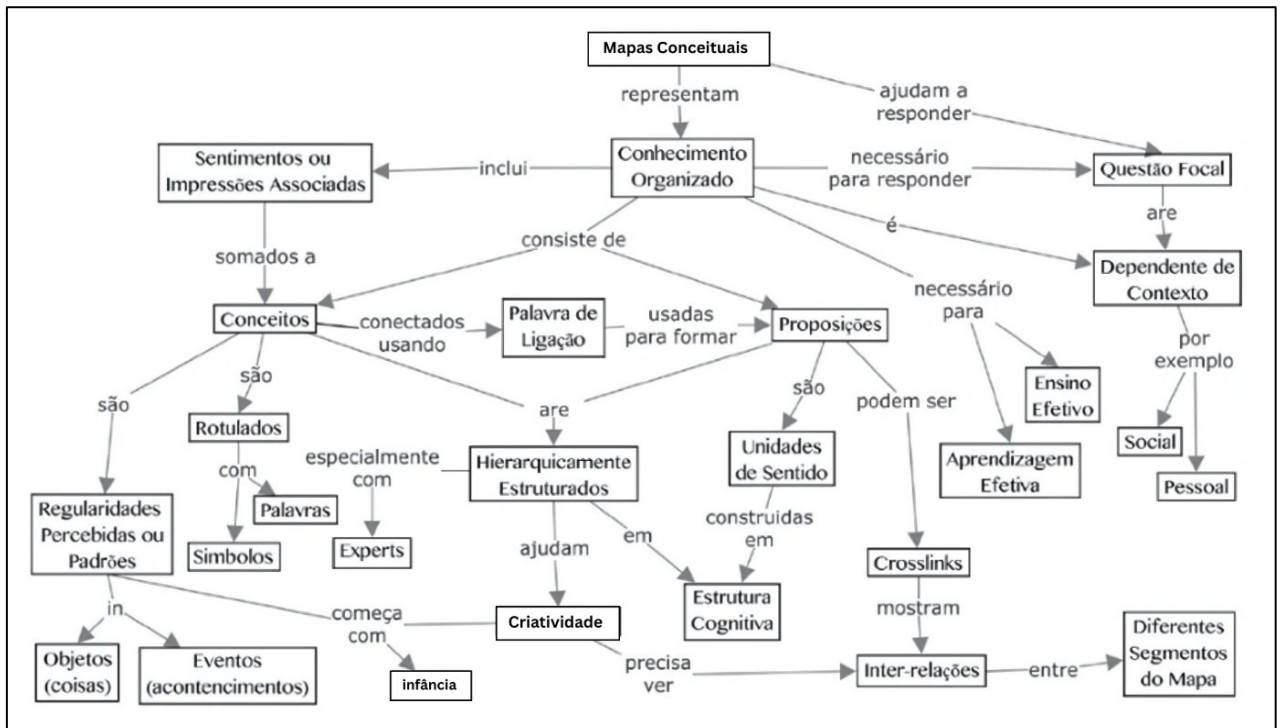 Mapas Conceituais
representam
ajudam a
responder
Sentimentos ou
Impressões Associadas
inclui
Conhecimento
Organizado
necessário
para responder
Questão Focal
é
are
somados a
consiste de
Dependente de
Contexto
Conceitos
conectados
usando
Palavra de
Ligação
usadas
para formar
Proposições
necessário
para
por
exemplo
são
são
são
Ensino
Efetivo
are
podem ser
Rotulados
Social
especialmente
com
Hierarquicamente
Estruturados
Unidades
de Sentido
Aprendizagem
Efetiva
Pessoal
com
Regularidades
Percebidas ou
Padrões
Palavras
Simbolos
Experts
ajudam
em
construidas
em
Crosslinks
in
começa
com
Criatividade
Estrutura
Cognitiva
mostram
Objetos
(coisas)
Eventos
(acontencimentos)
infância
precisa
ver
Inter-relações
entre
Diferentes
Segmentos
do Mapa